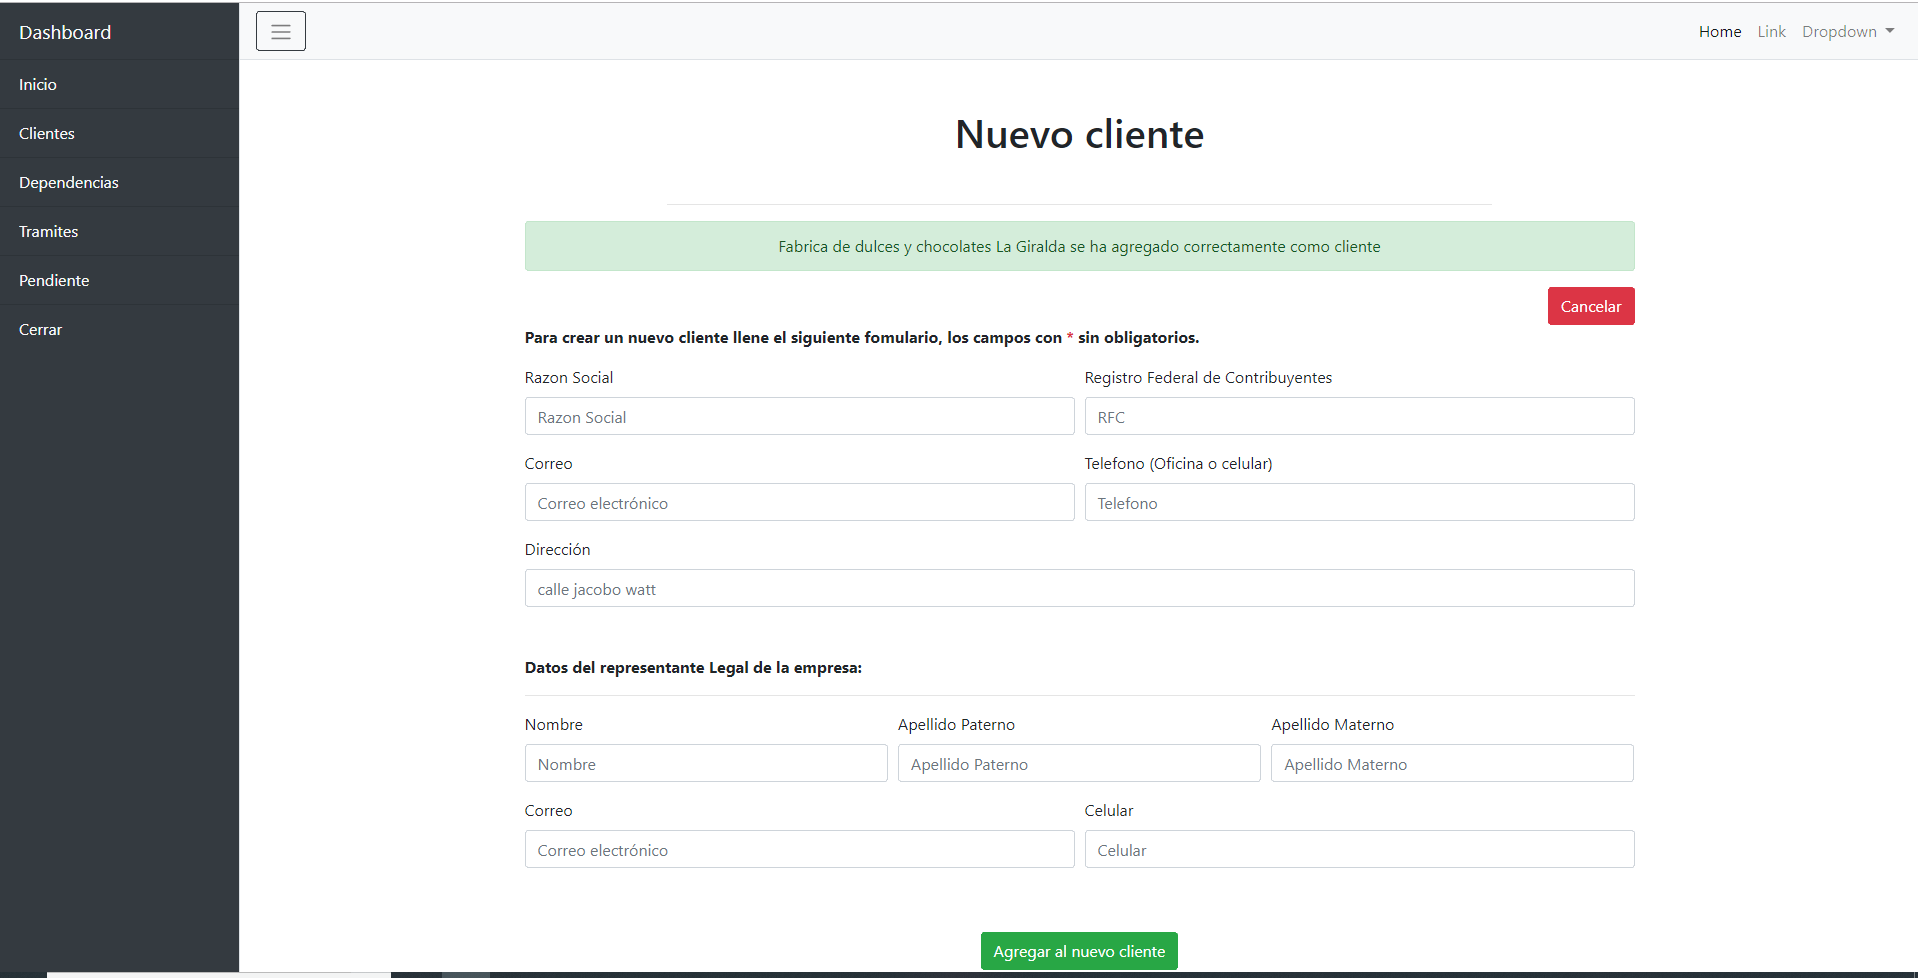 Dashboard
Home Link Dropdown
Inicio
Clientes
Dependencias
Tramites
Pendiente
Cerrar
Nuevo cliente
Fabrica de dulces y chocolates La Giralda se ha agregado correctamente como cliente
Cancelar
Para crear un nuevo cliente llene el siguiente fomulario, los campos con * sin obligatorios.
Razon Social Registro Federal de Contribuyentes
Razon Social RFC
Correo Telefono (Oficina o celular)
Correo electrónico Telefono
Dirección
calle jacobo watt
Datos del representante Legal de la empresa:
Nombre Apellido Paterno Apellido Materno
Nombre Apellido Paterno Apellido Materno
Correo Celular
Correo electrónico Celular
Agregar al nuevo cliente